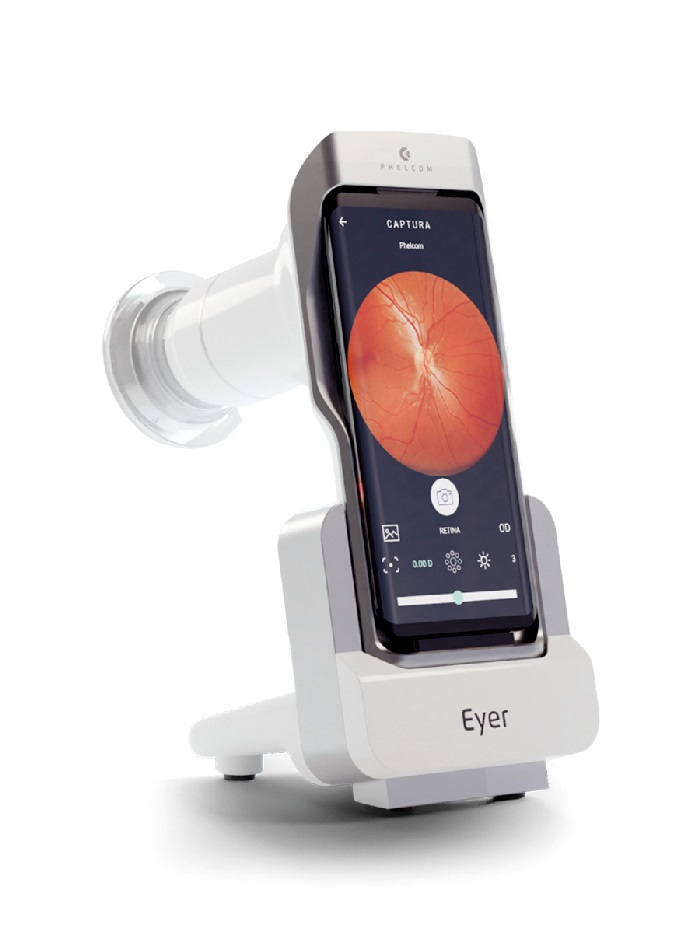 PHELCOM
CAPTURA
Phelcom
RETINA
OD
0.00 D
3
Eyer